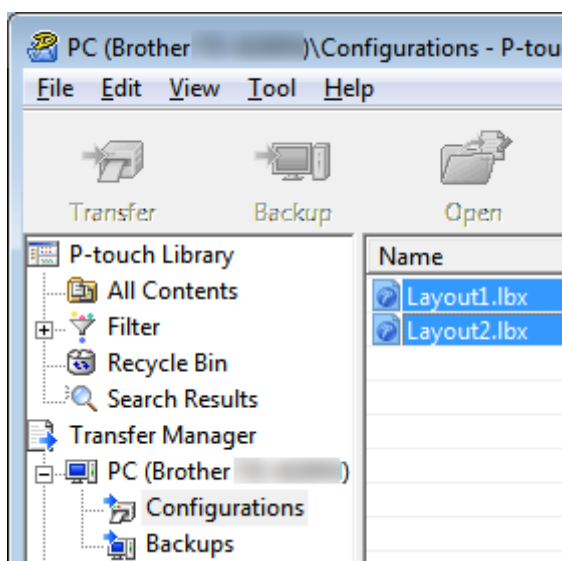 PC (Brother )\Configurations - P-tou
File Edit View Tool Help
Transfer Backup Open
P-touch Library
All Contents
Filter
Recycle Bin
Search Results
Transfer Manager
PC (Brother )
Configurations
Backups
Name
Layout1.lbx
Layout2.lbx